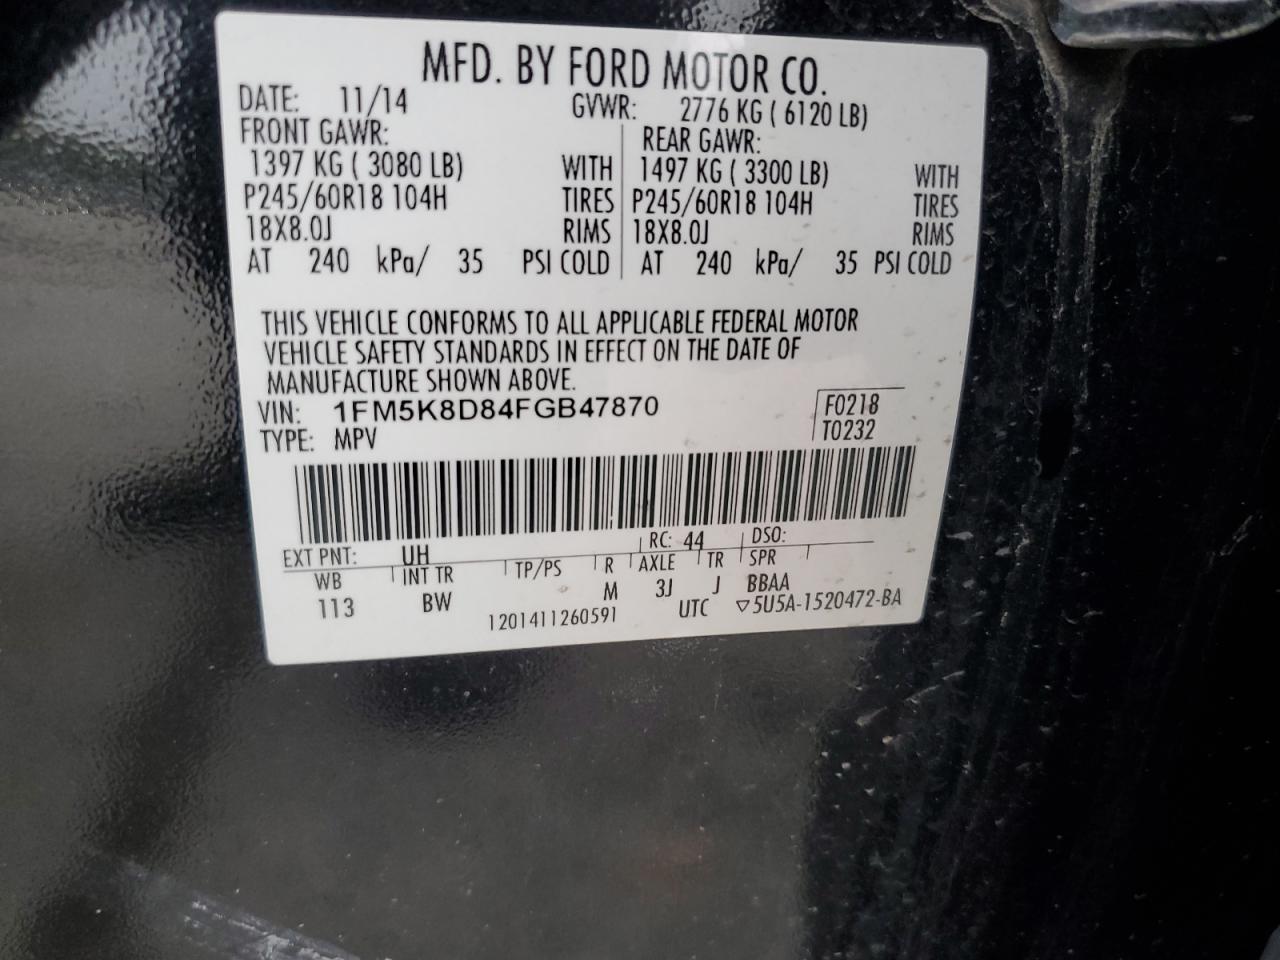 MFD. BY FORD MOTOR CO.
DATE: 11/14 GVWR: 2776 KG ( 6120 LB)
FRONT GAWR: REAR GAWR:
1397 KG ( 3080 LB) WITH 1497 KG ( 3300 LB) WITH
P245/60R18 104H TIRES P245/60R18 104H TIRES
18X8.0J RIMS 18X8.0J RIMS
AT 240 kPa/ 35 PSI COLD AT 240 kPa/ 35 PSI COLD
THIS VEHICLE CONFORMS TO ALL APPLICABLE FEDERAL MOTOR
VEHICLE SAFETY STANDARDS IN EFFECT ON THE DATE OF
MANUFACTURE SHOWN ABOVE.
VIN: 1FM5K8D84FGB47870 F0218
TYPE: MPV T0232
EXT PNT: UH RC: 44 DSO:
WB INT TR TP/PS R AXLE TR SPR
113 BW M 3J J BBAA
1201411260591 UTC ▽5U5A-1520472-BA